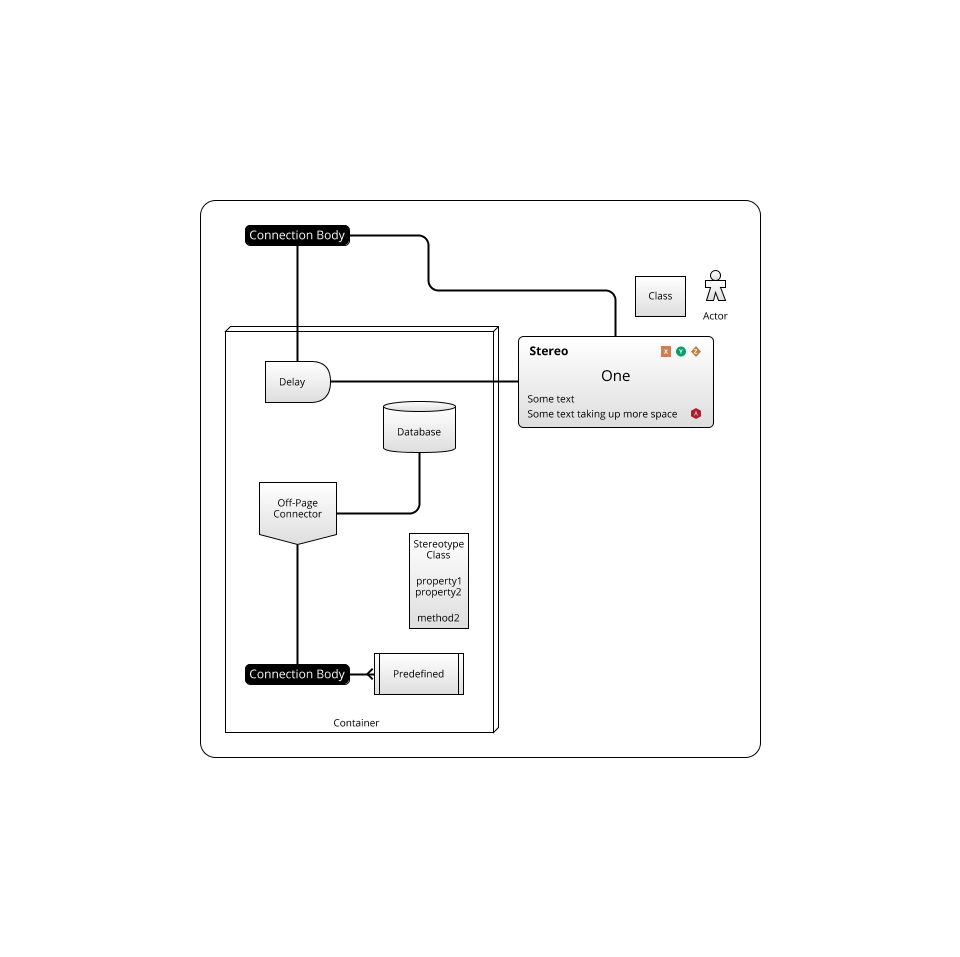 Connection Body
Class
Actor
Stereo
X
Y
Z
One
Some text
Some text taking up more space
A
Delay
Database
Off-Page
Connector
Stereotype
Class
property1
property2
method2
Connection Body
Predefined
Container